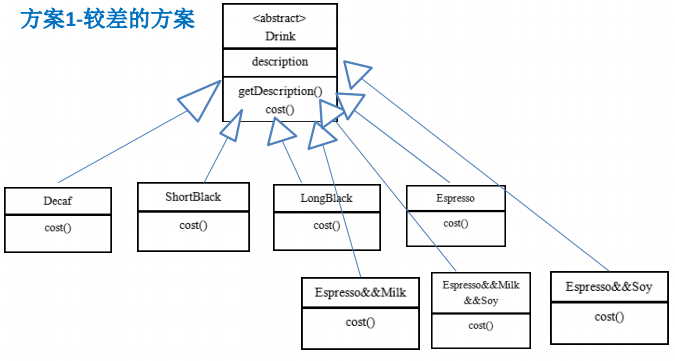 方案1-较差的方案
<abstract>
Drink
description
getDescription()
cost()
Decaf
cost()
ShortBlack
cost()
LongBlack
cost()
Espresso
cost()
Espresso&&Milk
cost()
Espresso&&Milk
&&Soy
cost()
Espresso&&Soy
cost()